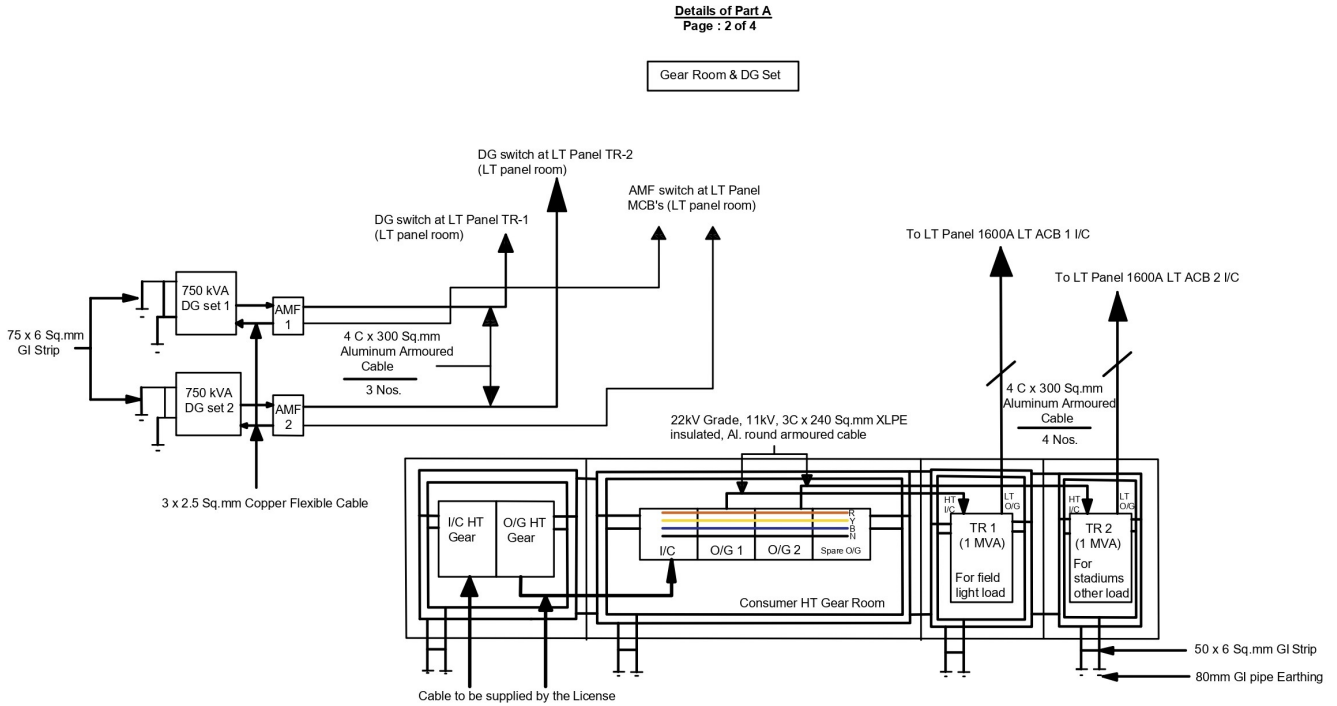 Details of Part A
Page : 2 of 4
Gear Room & DG Set
DG switch at LT Panel TR-2
(LT panel room)
AMF switch at LT Panel
MCB's (LT panel room)
DG switch at LT Panel TR-1
(LT panel room)
To LT Panel 1600A LT ACB 1 I/C
To LT Panel 1600A LT ACB 2 I/C
750 kVA
DG set 1
AMF
1
75 x 6 Sq.mm
GI Strip
4 C x 300 Sq.mm
Aluminum Armoured
Cable
3 Nos.
750 kVA
DG set 2
AMF
2
4 C x 300 Sq.mm
Aluminum Armoured
Cable
4 Nos.
22kV Grade, 11kV, 3C x 240 Sq.mm XLPE
insulated, Al. round armoured cable
3 x 2.5 Sq.mm Copper Flexible Cable
I/C HT
Gear
O/G HT
Gear
R
Y
B
N
I/C
O/G 1
O/G 2
Spare O/G
Consumer HT Gear Room
HT
I/C
LT
O/G
TR 1
(1 MVA)
For field
light load
HT
I/C
LT
O/G
TR 2
(1 MVA)
For
stadiums
other load
50 x 6 Sq.mm GI Strip
80mm GI pipe Earthing
Cable to be supplied by the License